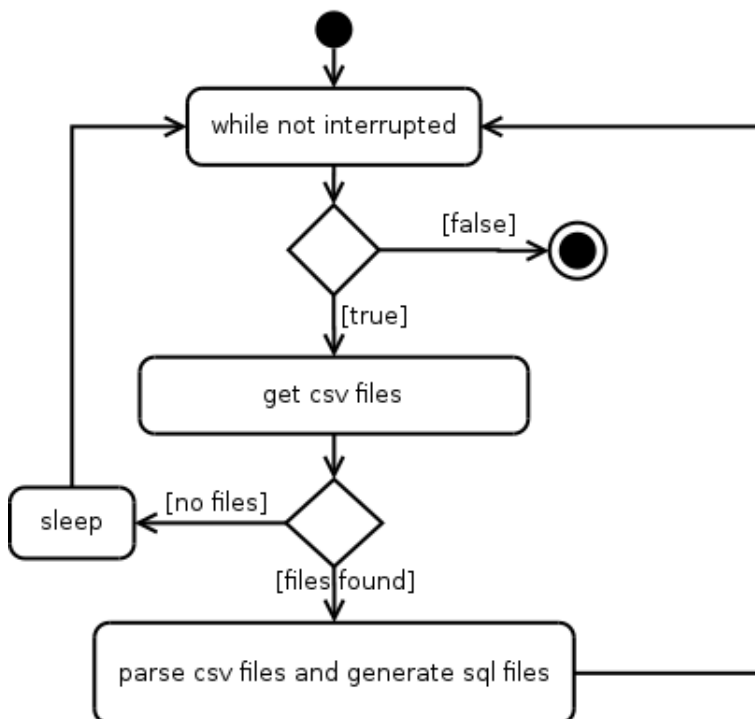 while not interrupted
[false]
[true]
get csv files
[no files]
sleep
[files found]
parse csv files and generate sql files